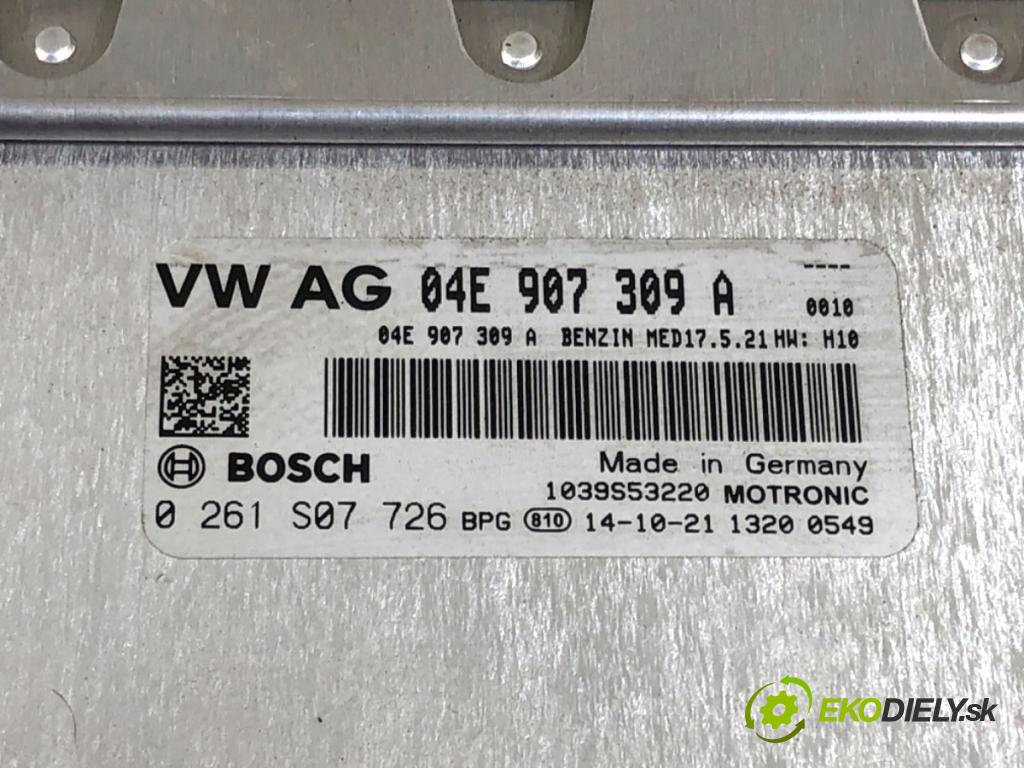 ----
VW AG 04E 907 309 A 0010
04E 907 309 A BENZIN MED17.5.21 HW: H10
BOSCH Made in Germany
1039S53220 MOTRONIC
0 261 S07 726 BPG 810 14-10-21 1320 0549
EKODIELY.sk